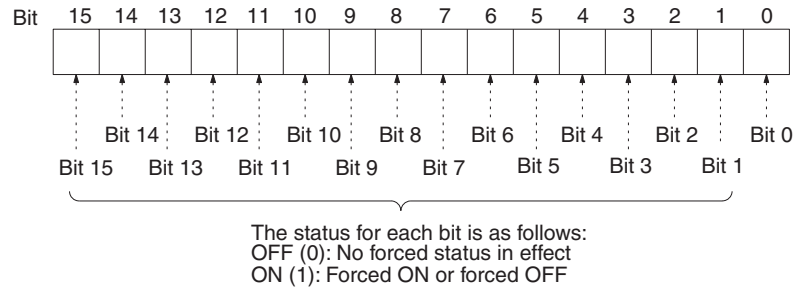 Bit 15 14 13 12 11 10 9 8 7 6 5 4 3 2 1 0
Bit 14 Bit 12 Bit 10 Bit 8 Bit 6 Bit 4 Bit 2 Bit 0
Bit 15 Bit 13 Bit 11 Bit 9 Bit 7 Bit 5 Bit 3 Bit 1
The status for each bit is as follows:
OFF (0): No forced status in effect
ON (1): Forced ON or forced OFF